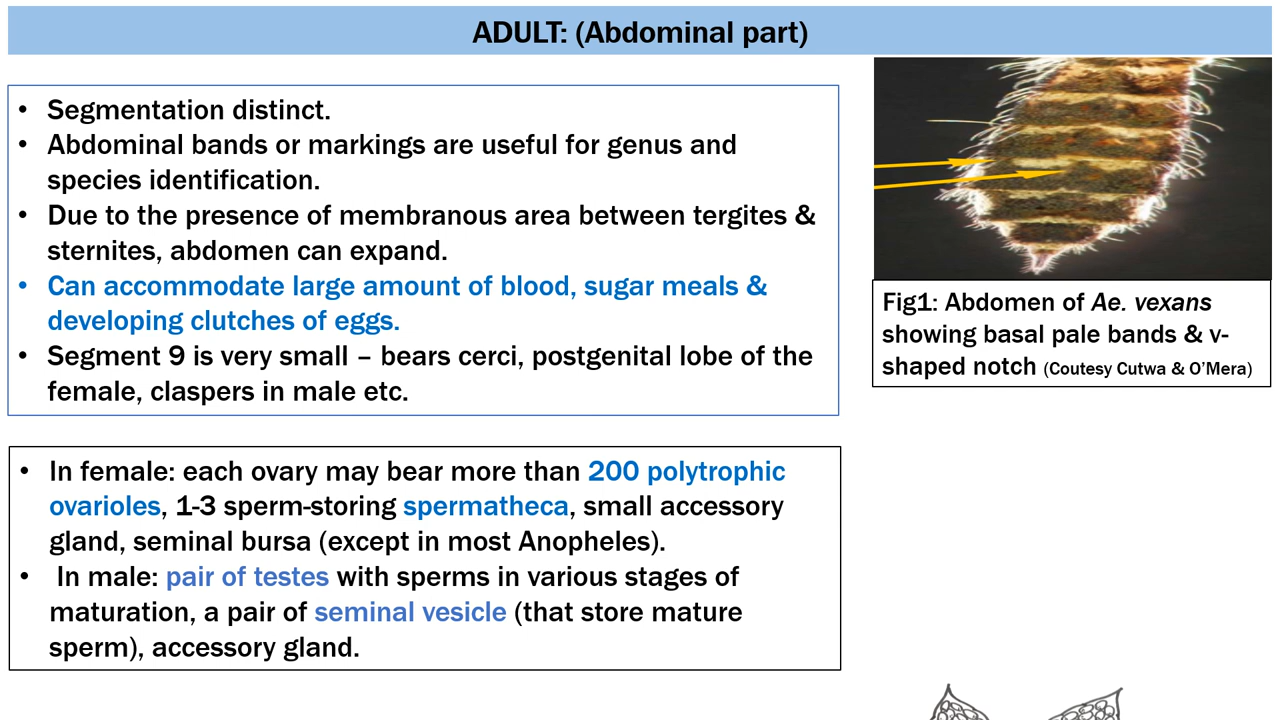 ADULT: (Abdominal part)
• Segmentation distinct.
• Abdominal bands or markings are useful for genus and
species identification.
• Due to the presence of membranous area between tergites &
sternites, abdomen can expand.
• Can accommodate large amount of blood, sugar meals &
developing clutches of eggs.
• Segment 9 is very small – bears cerci, postgenital lobe of the
female, claspers in male etc.
Fig1: Abdomen of Ae. vexans
showing basal pale bands & v-
shaped notch (Coutesy Cutwa & O’Mera)
• In female: each ovary may bear more than 200 polytrophic
ovarioles, 1-3 sperm-storing spermatheca, small accessory
gland, seminal bursa (except in most Anopheles).
• In male: pair of testes with sperms in various stages of
maturation, a pair of seminal vesicle (that store mature
sperm), accessory gland.